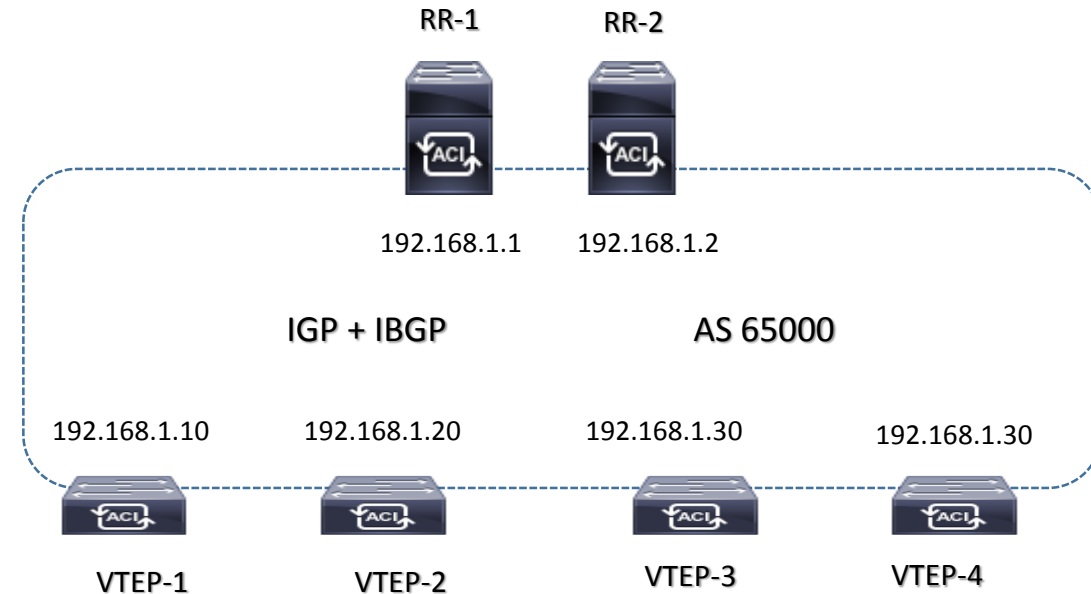 RR-1
RR-2
ACI
ACI
192.168.1.1
192.168.1.2
IGP + IBGP
AS 65000
192.168.1.10
192.168.1.20
192.168.1.30
192.168.1.30
ACI
ACI
ACI
ACI
VTEP-1
VTEP-2
VTEP-3
VTEP-4